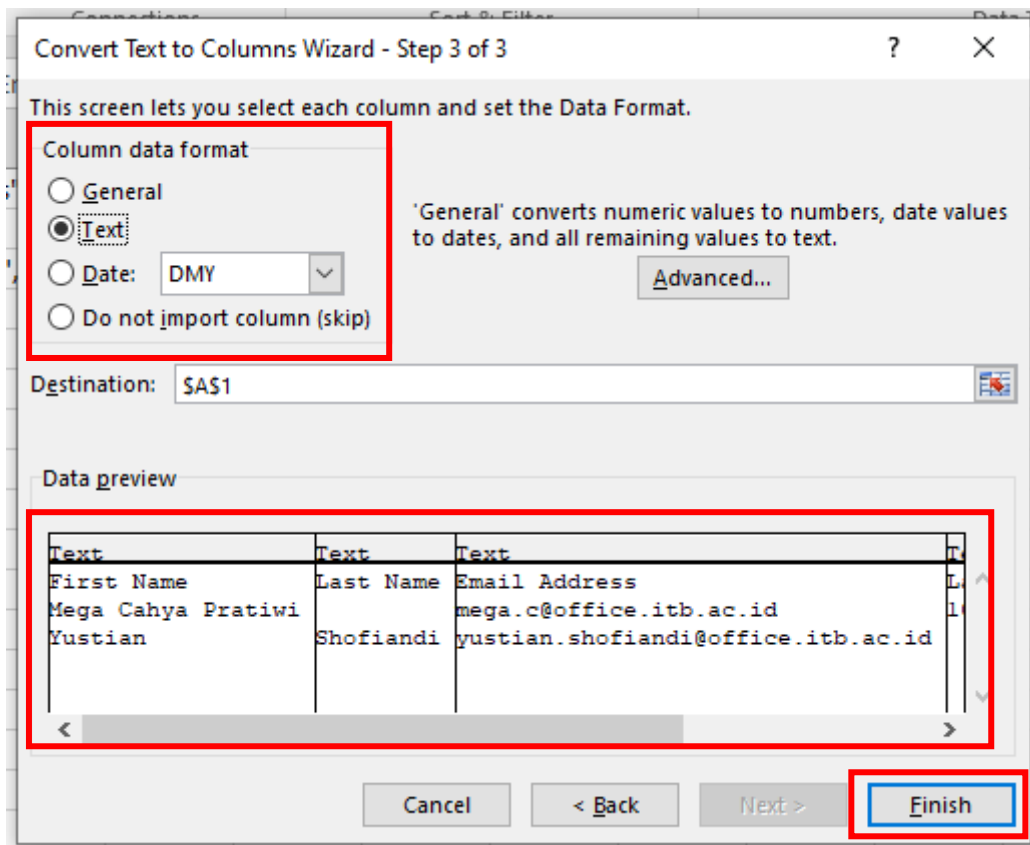 Convert Text to Columns Wizard - Step 3 of 3 ?
This screen lets you select each column and set the Data Format.
Column data format
General
Text
Date: DMY
Do not import column (skip)
'General' converts numeric values to numbers, date values
to dates, and all remaining values to text.
Advanced...
Destination: $A$1
Data preview
Text Text Text
First Name Last Name Email Address
Mega Cahya Pratiwi mega.c@office.itb.ac.id
Yustian Shofiandi yustian.shofiandi@office.itb.ac.id
Cancel < Back Next > Finish